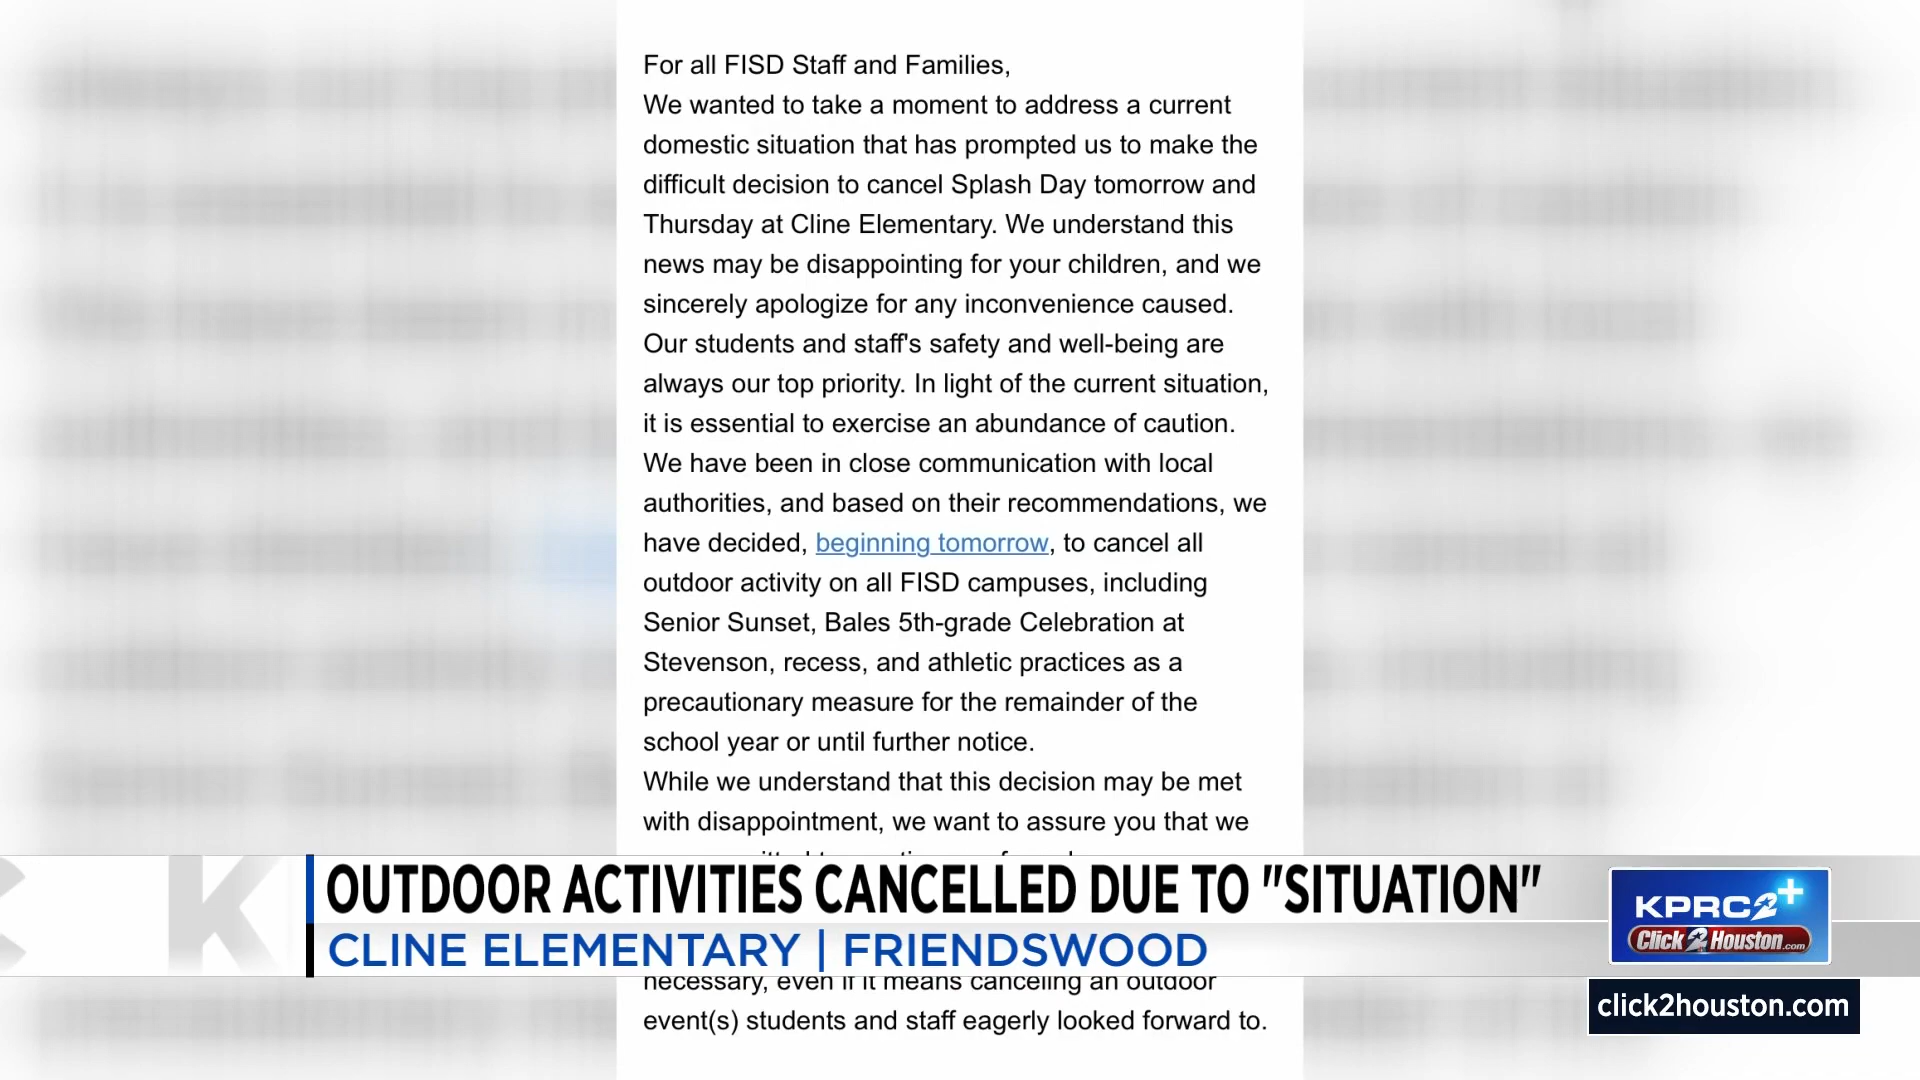 For all FISD Staff and Families,
We wanted to take a moment to address a current
domestic situation that has prompted us to make the
difficult decision to cancel Splash Day tomorrow and
Thursday at Cline Elementary. We understand this
news may be disappointing for your children, and we
sincerely apologize for any inconvenience caused.
Our students and staff's safety and well-being are
always our top priority. In light of the current situation,
it is essential to exercise an abundance of caution.
We have been in close communication with local
authorities, and based on their recommendations, we
have decided, beginning tomorrow, to cancel all
outdoor activity on all FISD campuses, including
Senior Sunset, Bales 5th-grade Celebration at
Stevenson, recess, and athletic practices as a
precautionary measure for the remainder of the
school year or until further notice.
While we understand that this decision may be met
with disappointment, we want to assure you that we
OUTDOOR ACTIVITIES CANCELLED DUE TO "SITUATION"
CLINE ELEMENTARY | FRIENDSWOOD
KPRC2+
Click2Houston.com
necessary, even if it means canceling an outdoor
click2houston.com
event(s) students and staff eagerly looked forward to.